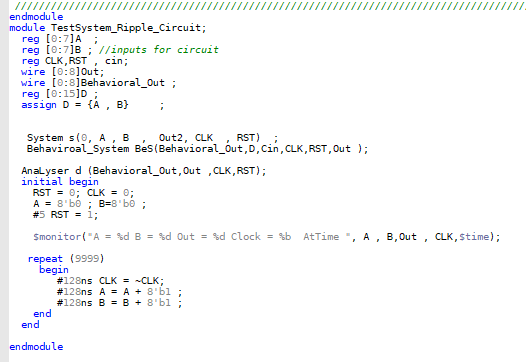 ////////////////////////////////////////////////////////////////////////////////////////
endmodule
module TestSystem_Ripple_Circuit;
reg [0:7]A ;
reg [0:7]B ; //inputs for circuit
reg CLK,RST , cin;
wire [0:8]Out;
wire [0:8]Behavioral_Out ;
reg [0:15]D ;
assign D = {A , B} ;
System s(0, A , B , Out2, CLK , RST) ;
Behaviroal_System BeS(Behavioral_Out,D,Cin,CLK,RST,Out );
AnaLyser d (Behavioral_Out,Out ,CLK,RST);
initial begin
RST = 0; CLK = 0;
A = 8'b0 ; B=8'b0 ;
#5 RST = 1;
$monitor("A = %d B = %d Out = %d Clock = %b AtTime ", A , B,Out , CLK,$time);
repeat (9999)
begin
#128ns CLK = ~CLK;
#128ns A = A + 8'b1 ;
#128ns B = B + 8'b1 ;
end
end
endmodule